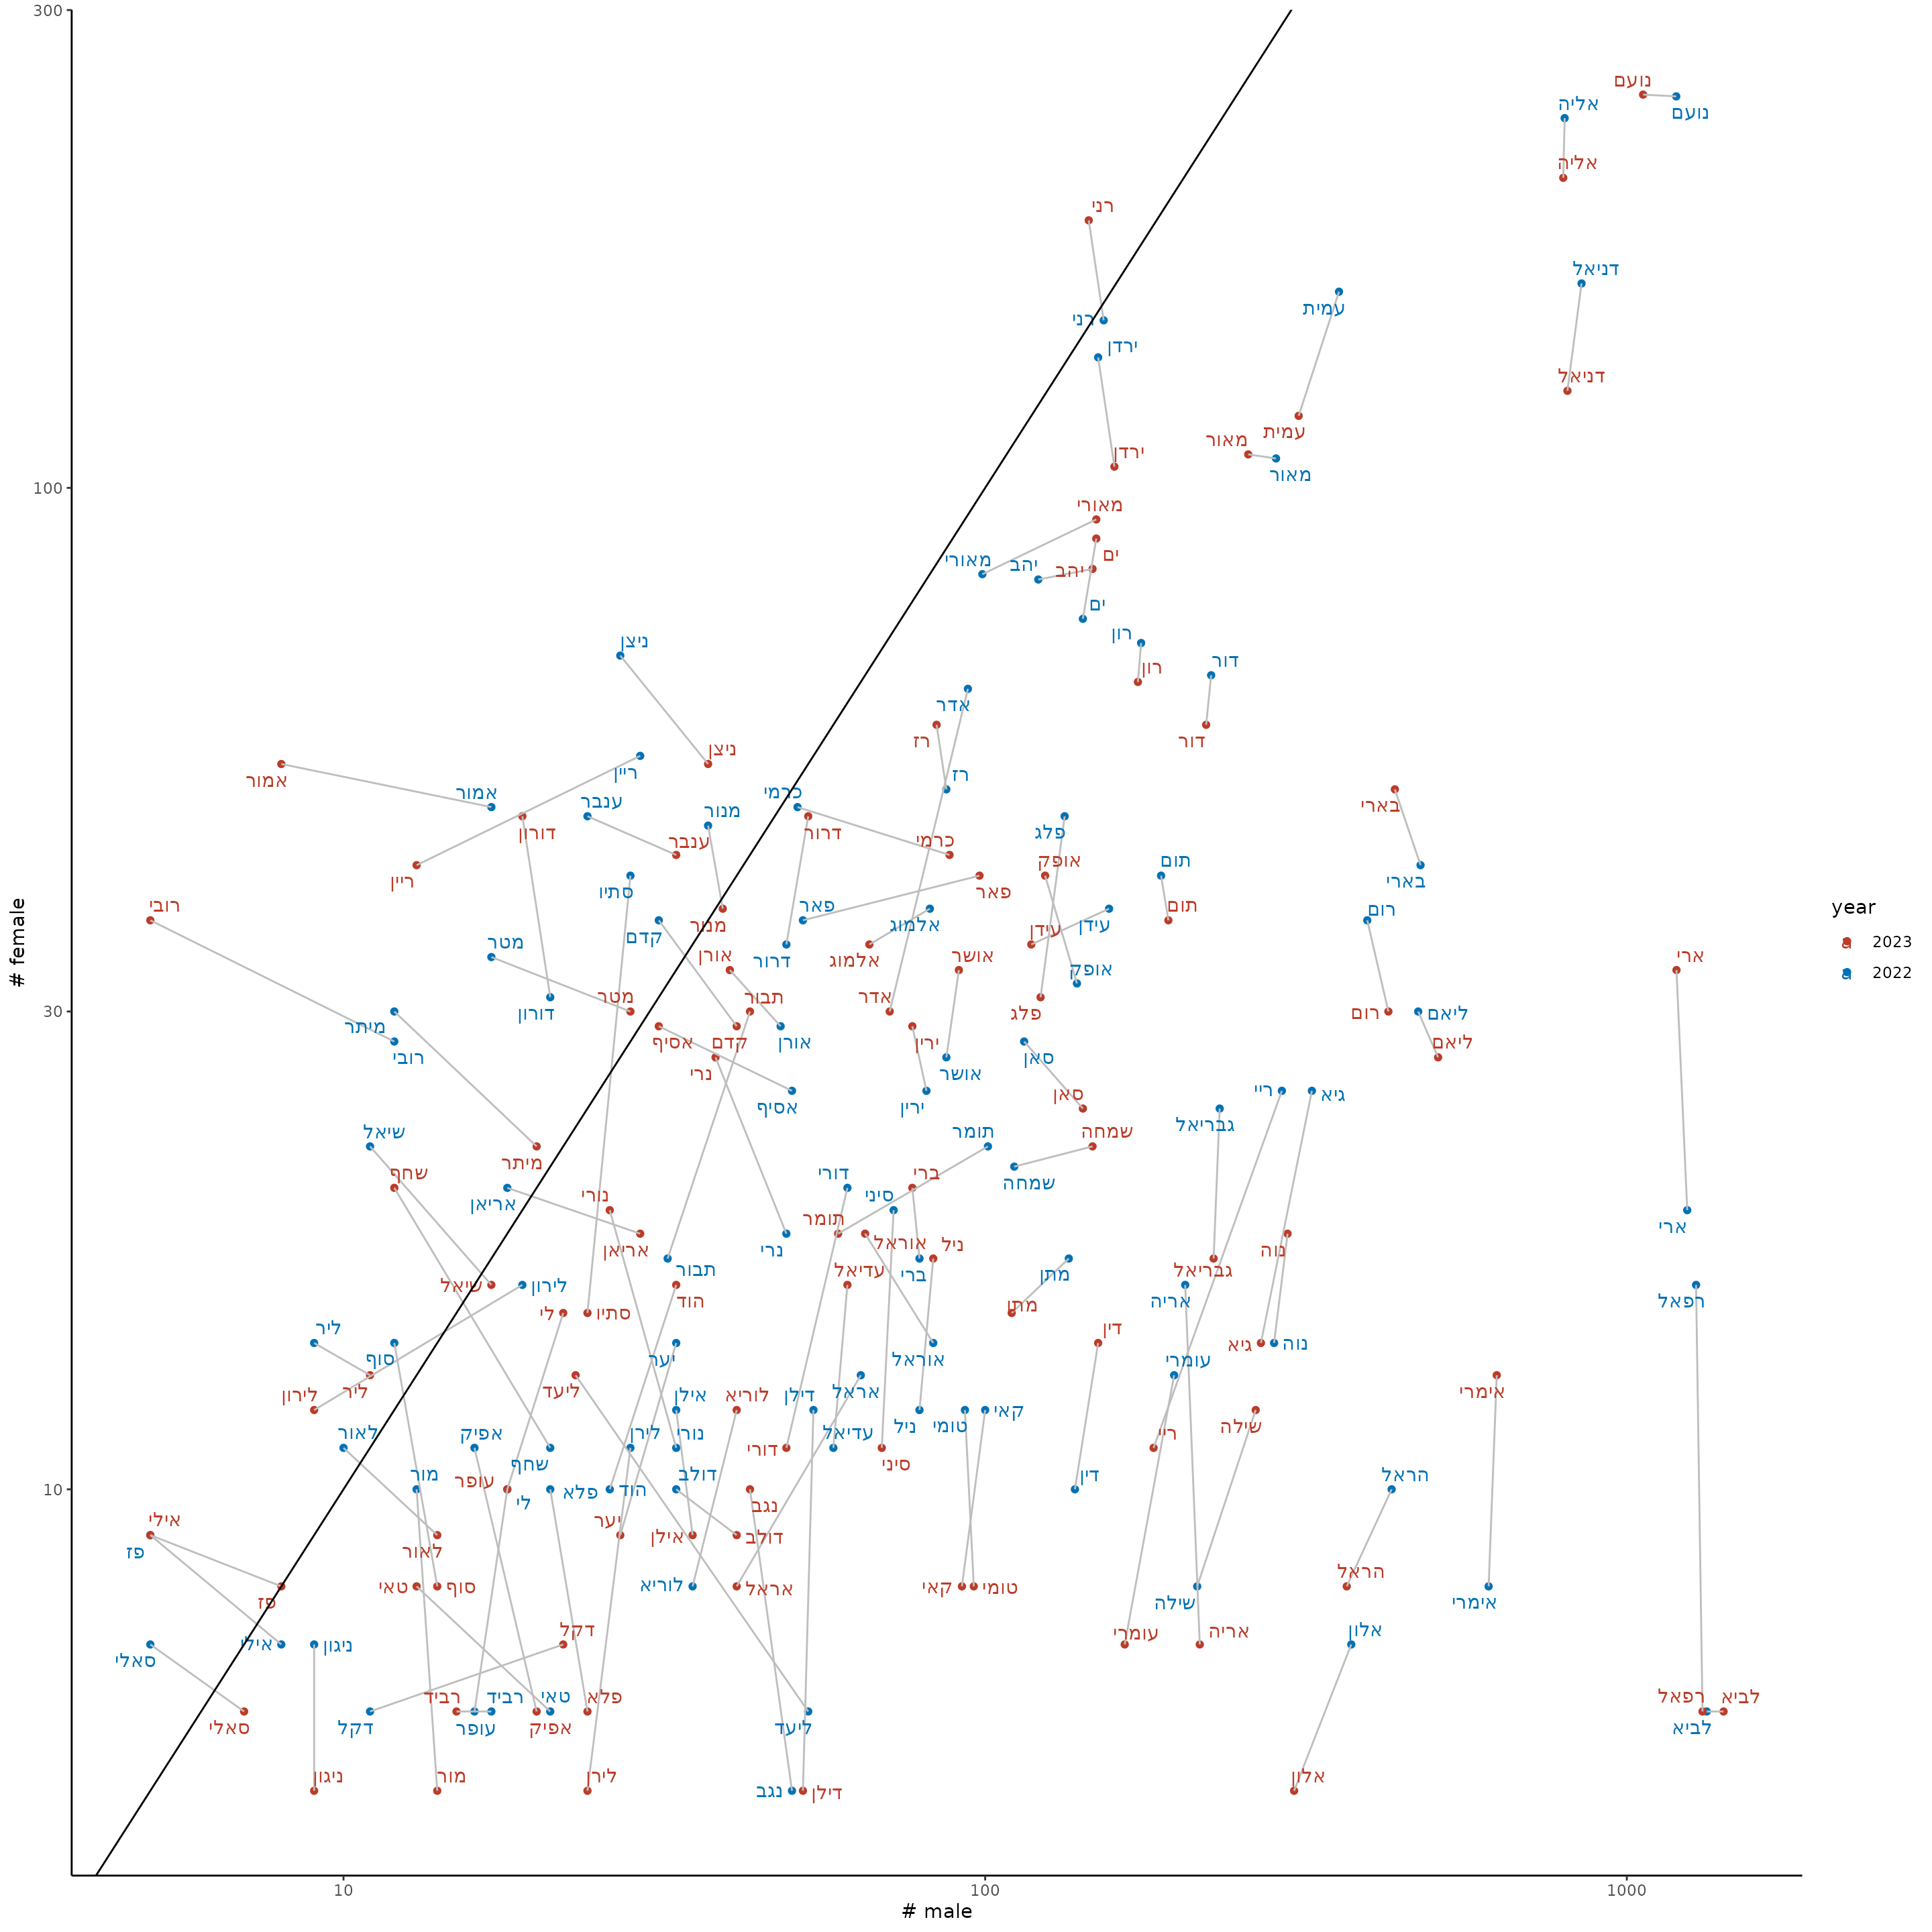 300
נועם
אליה
נועם
אליה
רני
דניאל
עמית
רני
ירדן
דניאל
עמית
מאור
ירדן
מאור
100
מאורי
ים
מאורי
יהב
יהב
ים
רון
ניצן
דור
רון
אדר
דור
רז
ניצן
ריין
אמור
רז
אמור
כרמי
ענבר
בארי
מנור
דורון
דרור
פלג
ענבר
כרמי
אופק
תום
ריין
סתיו
פאר
בארי
רובי
פאר
תום
רום
מנור
אלמוג
עידן
קדם
עידן
מטר
דרור
אורן
אלמוג
אושר
ארי
אופק
מטר
תבור
אדר
דורון
פלג
רום
ליאם
30
מיתר
אסיף
קדם
אורן
ירין
ליאם
רובי
סאן
נרי
אושר
ריי
גיא
סאן
אסיף
ירין
גבריאל
שיאל
תומר
שמחה
מיתר
שחף
דורי
ברי
שמחה
אריאן
נורי
סיני
תומר
ארי
אריאן
נרי
אוראל
ניל
נוה
תבור
עדיאל
ברי
מתן
גבריאל
שיאל
לירון
הוד
אריה
רפאל
לי
סתיו
מתן
ליר
דין
סוף
יער
אוראל
גיא
נוה
עומרי
לירון
ליר
ליעד
אילן
לוריא
דילן
אראל
אימרי
קאי
טומי
ניל
שילה
לאור
אפיק
לירן
נורי
עדיאל
דורי
ריי
שחף
סיני
מור
עופר
דולב
דין
הראל
10
לי
פלא
הוד
נגב
אילי
יער
פז
לאור
אילן
דולב
טאי
סוף
לוריא
אראל
קאי
טומי
הראל
פז
שילה
אימרי
דקל
עומרי
אריה
אלון
אילי
ניגון
סאלי
רביד
רביד
טאי
פלא
רפאל
לביא
סאלי
דקל
עופר
אפיק
ליעד
לביא
ניגון
מור
לירן
נגב
דילן
אלון
10
100
1000
# male
# female
year
2023
2022